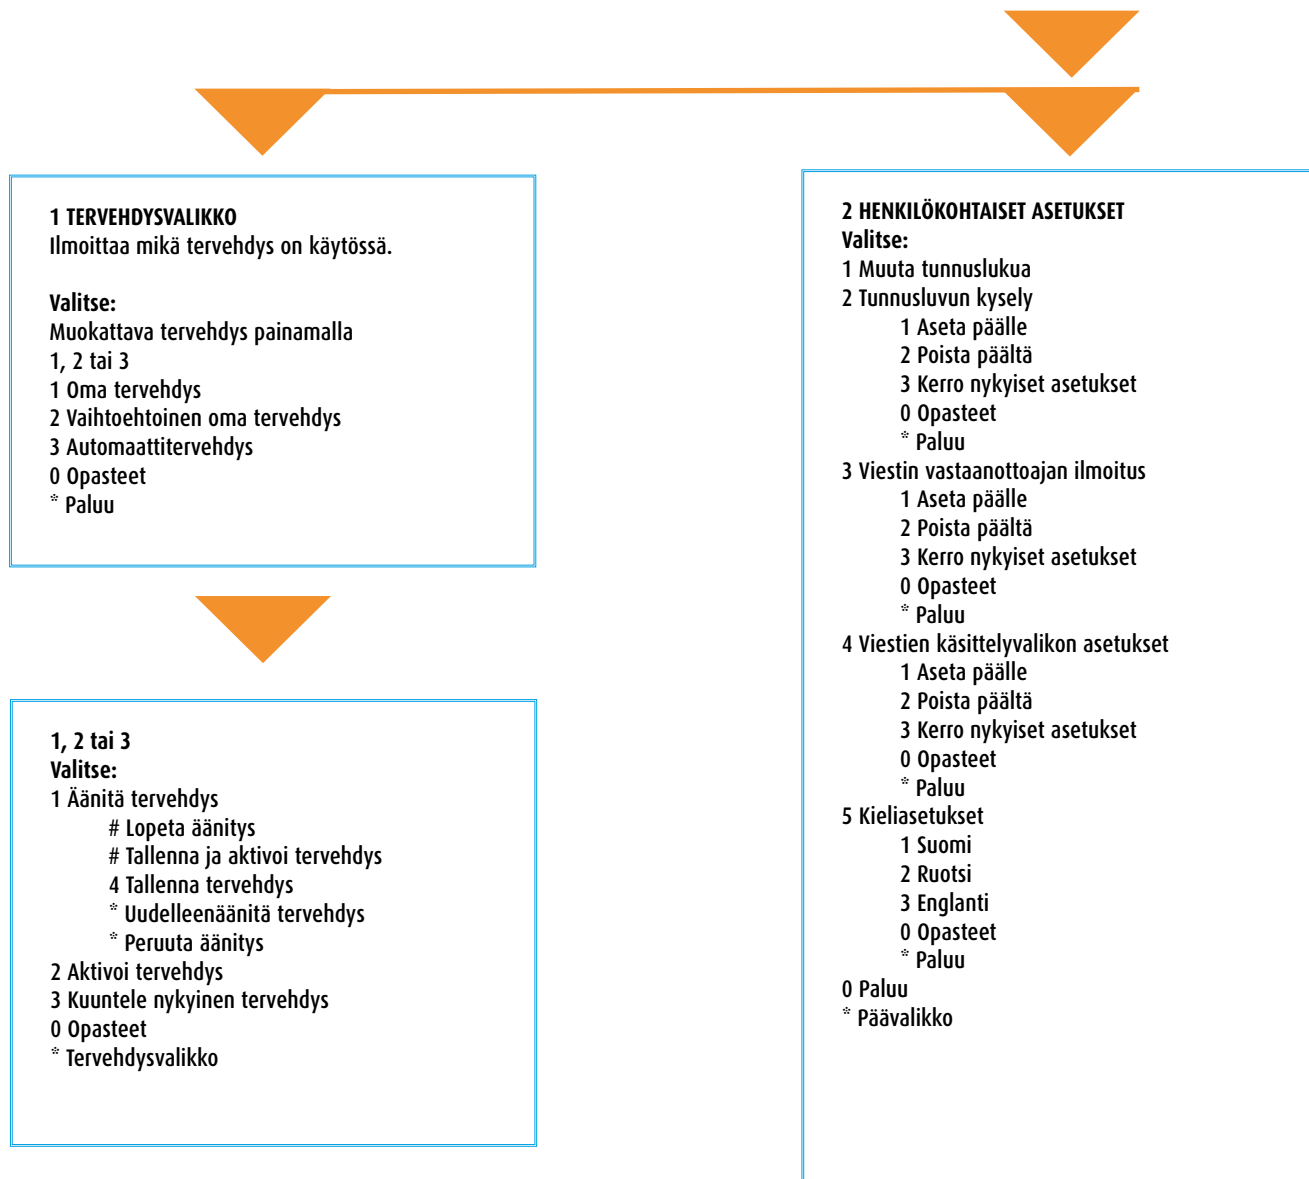 1 TERVEHDYSVALIKKO
Ilmoittaa mikä tervehdys on käytössä.
Valitse:
Muokattava tervehdys painamalla
1, 2 tai 3
1 Oma tervehdys
2 Vaihtoehtoinen oma tervehdys
3 Automaattitervehdys
0 Opasteet
* Paluu
1, 2 tai 3
Valitse:
1 Äänitä tervehdys
# Lopeta äänitys
# Tallenna ja aktivoi tervehdys
4 Tallenna tervehdys
* Uudelleenäänitä tervehdys
* Peruuta äänitys
2 Aktivoi tervehdys
3 Kuuntele nykyinen tervehdys
0 Opasteet
* Tervehdysvalikko
2 HENKILÖKOHTAISET ASETUKSET
Valitse:
1 Muuta tunnuslukua
2 Tunnusluvun kysely
1 Aseta päälle
2 Poista päältä
3 Kerro nykyiset asetukset
0 Opasteet
* Paluu
3 Viestin vastaanottoajan ilmoitus
1 Aseta päälle
2 Poista päältä
3 Kerro nykyiset asetukset
0 Opasteet
* Paluu
4 Viestien käsittelyvalikon asetukset
1 Aseta päälle
2 Poista päältä
3 Kerro nykyiset asetukset
0 Opasteet
* Paluu
5 Kieliasetukset
1 Suomi
2 Ruotsi
3 Englanti
0 Opasteet
* Paluu
0 Paluu
* Päävalikko